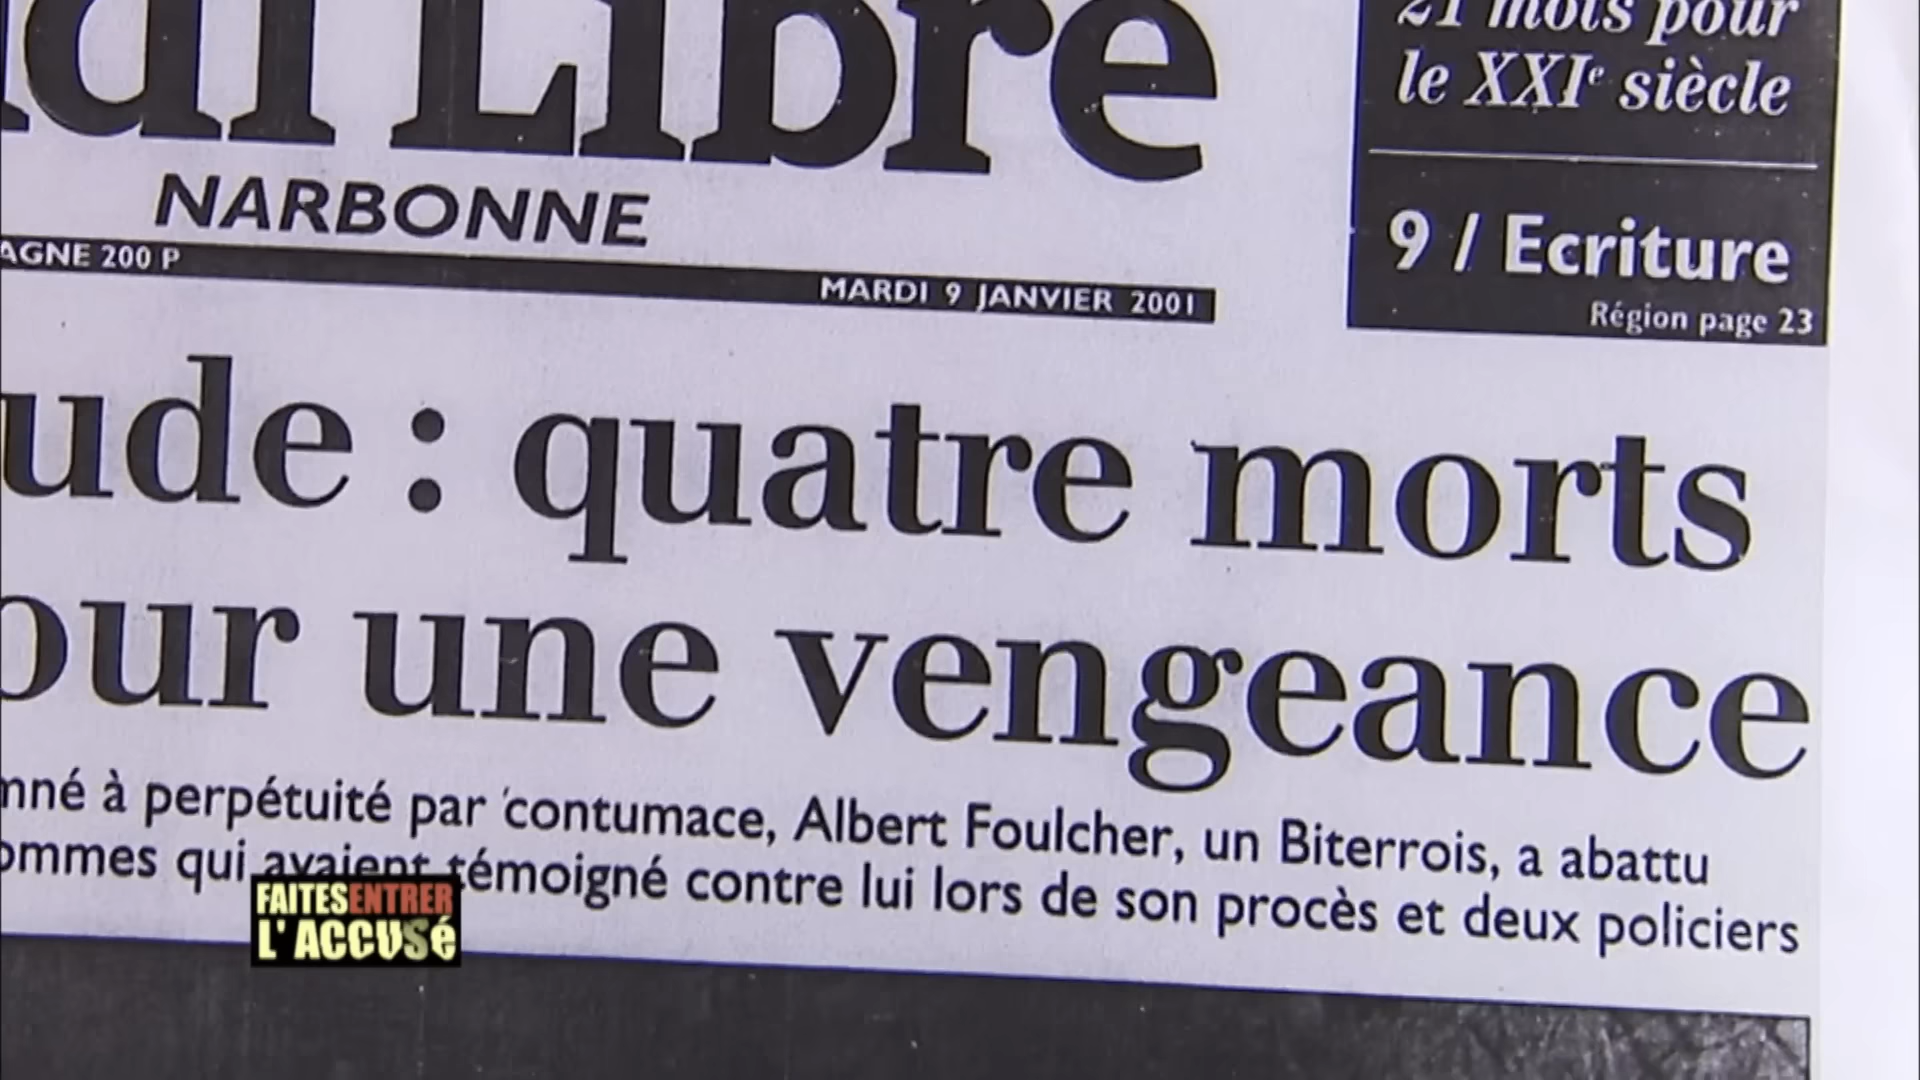 Libre
NARBONNE
AGNE 200 P
MARDI 9 JANVIER 2001
21 mots pour
le XXIe siècle
9 / Ecriture
Région page 23
ude : quatre morts
our une vengeance
mné à perpétuité par contumace, Albert Foulcher, un Biterrois, a abattu
ommes qui avaient témoigné contre lui lors de son procès et deux policiers
FAITES ENTRER
L'ACCUSé